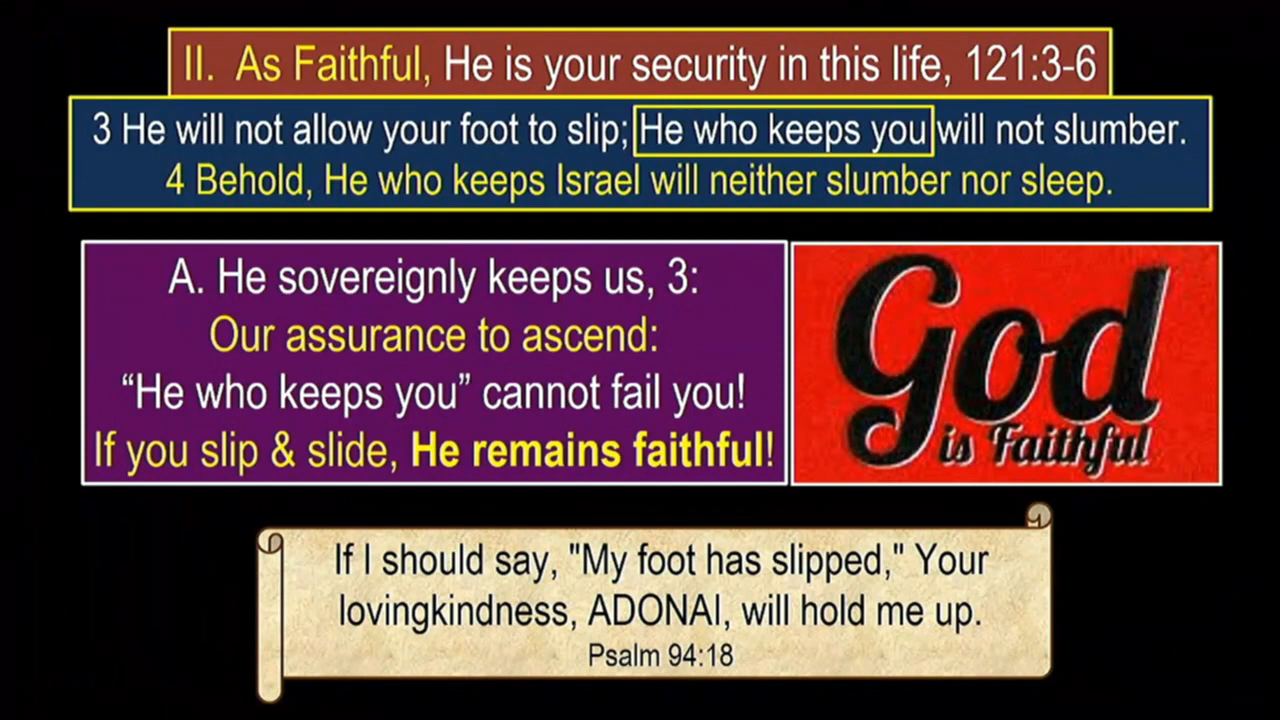 II. As Faithful, He is your security in this life, 121:3-6
3 He will not allow your foot to slip; He who keeps you will not slumber.
4 Behold, He who keeps Israel will neither slumber nor sleep.
A. He sovereignly keeps us, 3:
Our assurance to ascend:
“He who keeps you” cannot fail you!
If you slip & slide, He remains faithful!
God
is Faithful
If I should say, "My foot has slipped," Your
lovingkindness, ADONAI, will hold me up.
Psalm 94:18